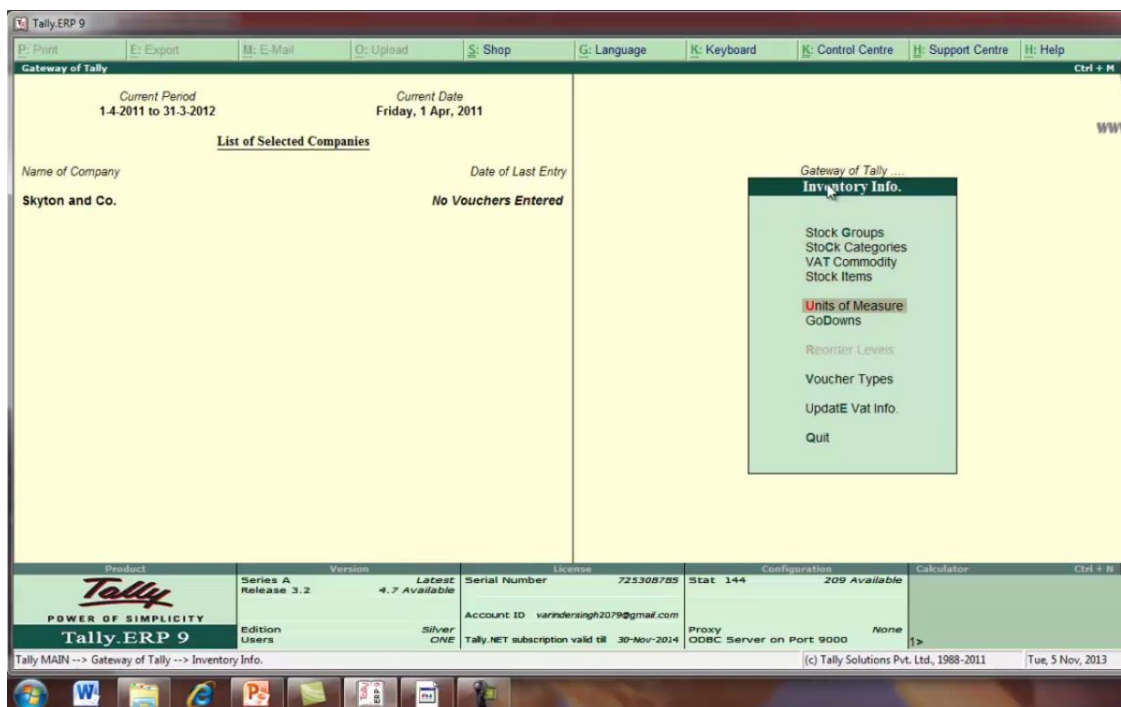 Tally.ERP 9
P: Print E: Export M: E-Mail O: Upload S: Shop G: Language K: Keyboard K: Control Centre H: Support Centre H: Help
Gateway of Tally Ctrl + M
Current Period Current Date
1-4-2011 to 31-3-2012 Friday, 1 Apr, 2011
List of Selected Companies
Name of Company Date of Last Entry
Skyton and Co. No Vouchers Entered
WWW
Gateway of Tally ....
Inventory Info.
Stock Groups
StoCk Categories
VAT Commodity
Stock Items
Units of Measure
GoDowns
Reorder Levels
Voucher Types
UpdatE Vat Info.
Quit
Product Version License Configuration Calculator Ctrl + N
Tally
POWER OF SIMPLICITY
Tally.ERP 9
Series A Latest
Release 3.2 4.7 Available
Edition Silver
Users ONE
Serial Number 725308785
Account ID varindersingh2079@gmail.com
Tally.NET subscription valid till 30-Nov-2014
Stat 144 209 Available
Proxy None
ODBC Server on Port 9000
1>
Tally MAIN --> Gateway of Tally --> Inventory Info. (c) Tally Solutions Pvt. Ltd., 1988-2011 Tue, 5 Nov, 2013